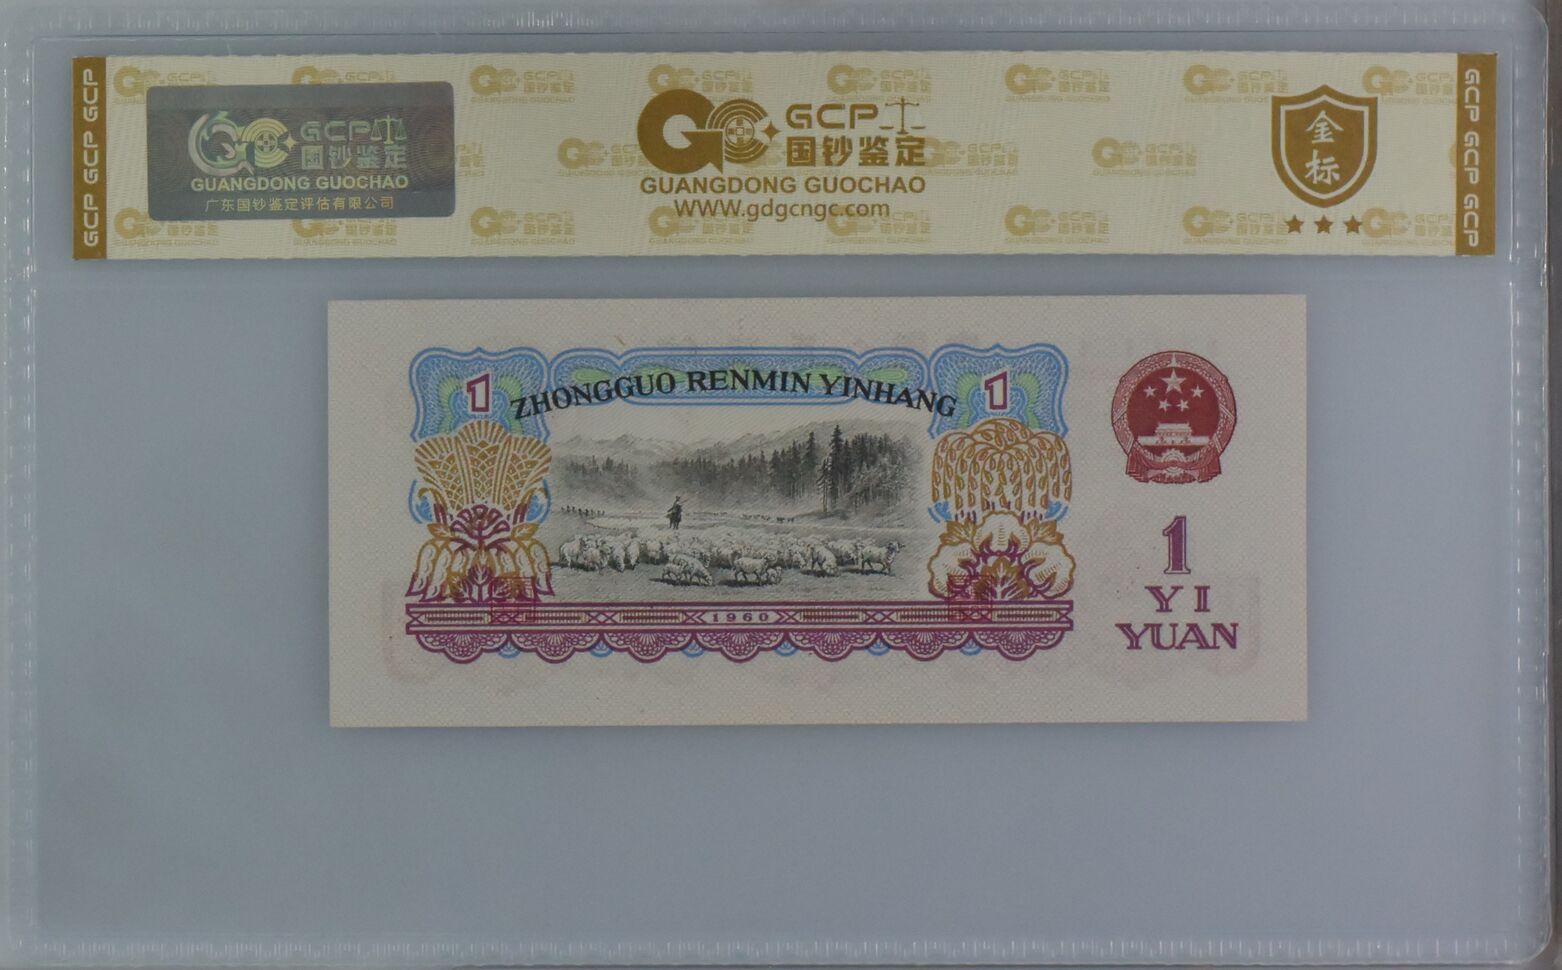 GCP GCP GCP
GCP
国钞鉴定
GUANGDONG GUOCHAO
广东国钞鉴定评估有限公司
GCP
国钞鉴定
GUANGDONG GUOCHAO
WWW.gdgcngc.com
金
标
GCP GCP GCP
1
ZHONGGUO RENMIN YINHANG
1
1960
1
YI
YUAN